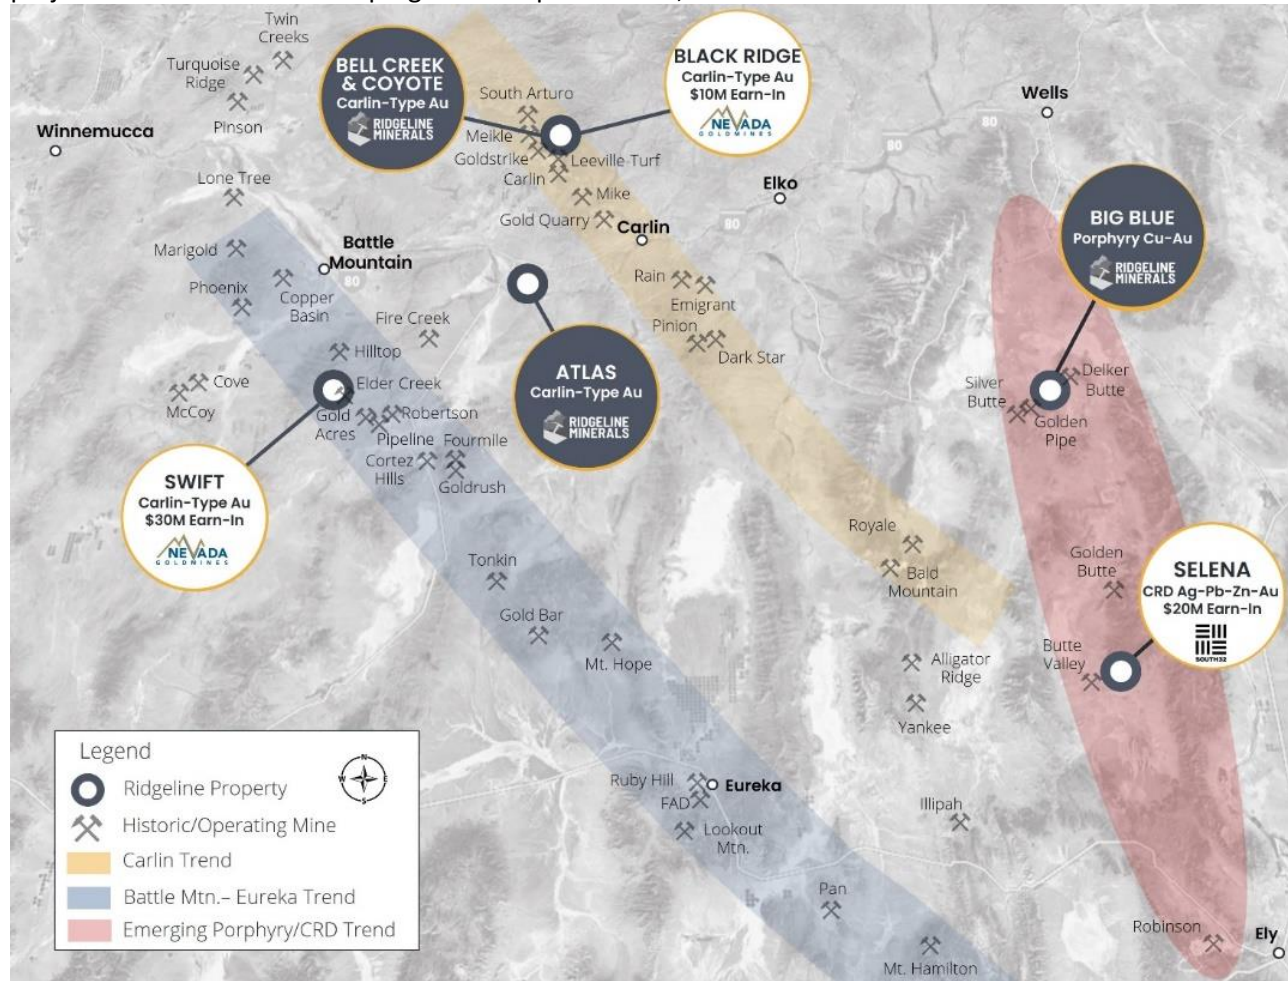 Twin
Creeks
Turquoise
Ridge
Pinson
Winnemucca
Lone Tree
BELL CREEK
& COYOTE
Carlin-Type Au
RIDGELINE
MINERALS
BLACK RIDGE
Carlin-Type Au
$10M Earn-In
NEVADA
GOLDMINES
South Arturo
Meikle
Goldstrike
Leeville-Turf
Carlin
Mike
Gold Quarry
Carlin
Elko
Wells
80
80
80
80
Marigold
Battle
Mountain
Phoenix
Copper
Basin
Fire Creek
Hilltop
Rain
Emigrant
Pinion
Dark Star
BIG BLUE
Porphyry Cu-Au
RIDGELINE
MINERALS
ATLAS
Carlin-Type Au
RIDGELINE
MINERALS
Cove
McCoy
Elder Creek
Gold
Acres
Robertson
Pipeline
Fourmile
Cortez
Hills
Goldrush
Silver
Butte
Delker
Butte
Golden
Pipe
SWIFT
Carlin-Type Au
$30M Earn-In
NEVADA
GOLDMINES
Royale
Bald
Mountain
Tonkin
Gold Bar
Mt. Hope
Golden
Butte
SELENA
CRD Ag-Pb-Zn-Au
$20M Earn-In
SOUTH32
Butte
Valley
Alligator
Ridge
Yankee
Ruby Hill
Eureka
FAD
Lookout
Mtn.
Illipah
Pan
Mt. Hamilton
Robinson
Ely
Legend
N
W
E
S
Ridgeline Property
Historic/Operating Mine
Carlin Trend
Battle Mtn.– Eureka Trend
Emerging Porphyry/CRD Trend